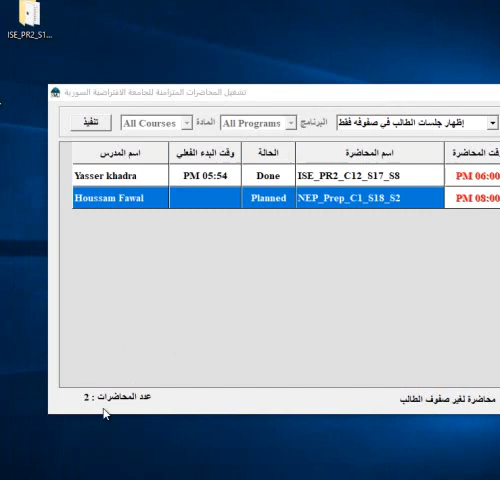 ISE_PR2_S1...
تشغيل المحاضرات المتزامنة للجامعة الافتراضية السورية
إظهار جلسات الطالب في صفوفه فقط البرنامج All Programs المادة All Courses تنفيذ
قت المحاضرة اسم المحاضرة الحالة وقت البدء الفعلي اسم المدرس
PM 06:00 ISE_PR2_C12_S17_S8 Done PM 05:54 Yasser khadra
PM 08:00 NEP_Prep_C1_S18_S2 Planned Houssam Fawal
محاضرة لغير صفوف الطالب عدد المحاضرات : 2